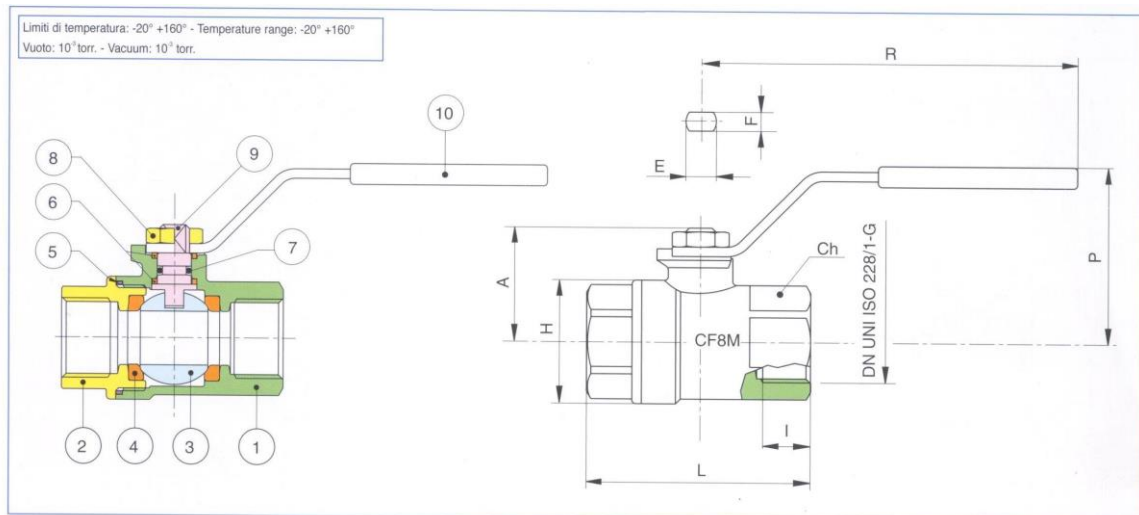 Limiti di temperatura: -20° +160° - Temperature range: -20° +160°
Vuoto: 10⁻³ torr. - Vacuum: 10⁻³ torr.
R
10
F
8
9
E
6
5
7
Ch
A
P
H
CF8M
DN UNI ISO 228/1-G
2
4
3
1
I
L